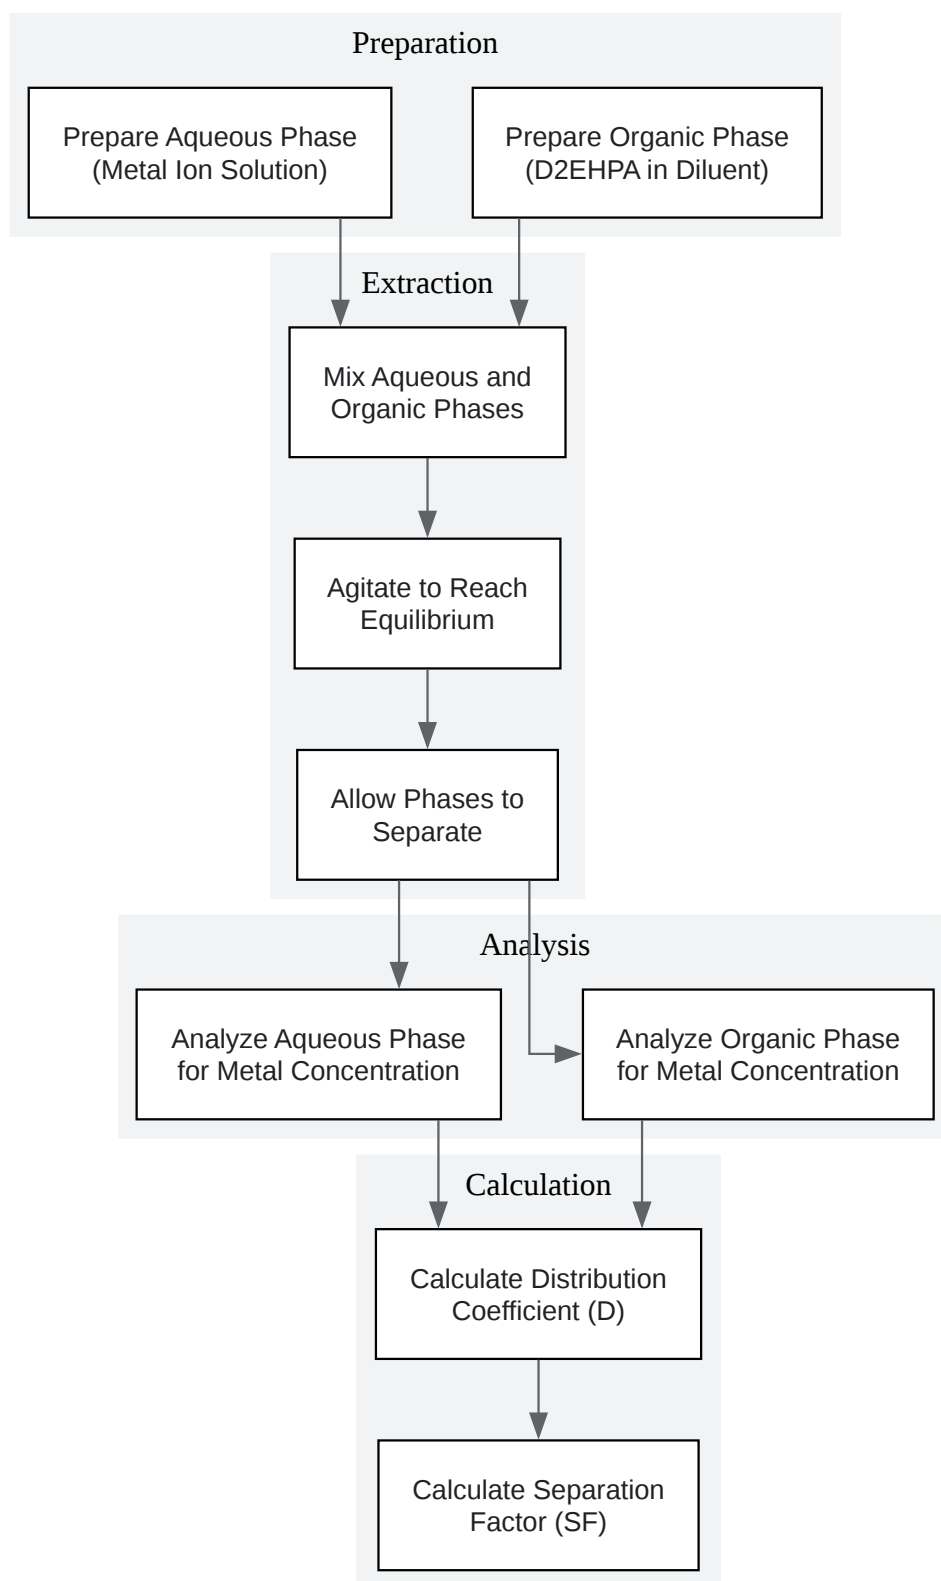 Preparation
Prepare Aqueous Phase
(Metal Ion Solution)
Prepare Organic Phase
(D2EHPA in Diluent)
Extraction
Mix Aqueous and
Organic Phases
Agitate to Reach
Equilibrium
Allow Phases to
Separate
Analysis
Analyze Aqueous Phase
for Metal Concentration
Analyze Organic Phase
for Metal Concentration
Calculation
Calculate Distribution
Coefficient (D)
Calculate Separation
Factor (SF)